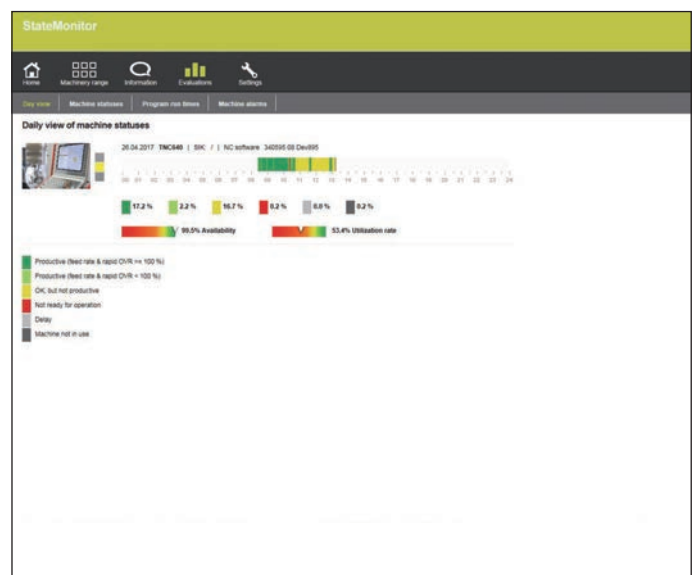 StateMonitor
Home Machinery range Information Evaluations Settings
Day view Machine statuses Program run times Machine alarms
Daily view of machine statuses
26.04.2017 TNC640 | SIK: / | NC software 340595 08 Dev895
00 01 02 03 04 05 06 07 08 09 10 11 12 13 14 15 16 17 18 19 20 21 22 23 24
17.2 % 2.2 % 16.7 % 0.2 % 0.0 % 0.2 %
99.5% Availability 53.4% Utilization rate
Productive (feed rate & rapid OVR >= 100 %)
Productive (feed rate & rapid OVR < 100 %)
OK, but not productive
Not ready for operation
Delay
Machine not in use